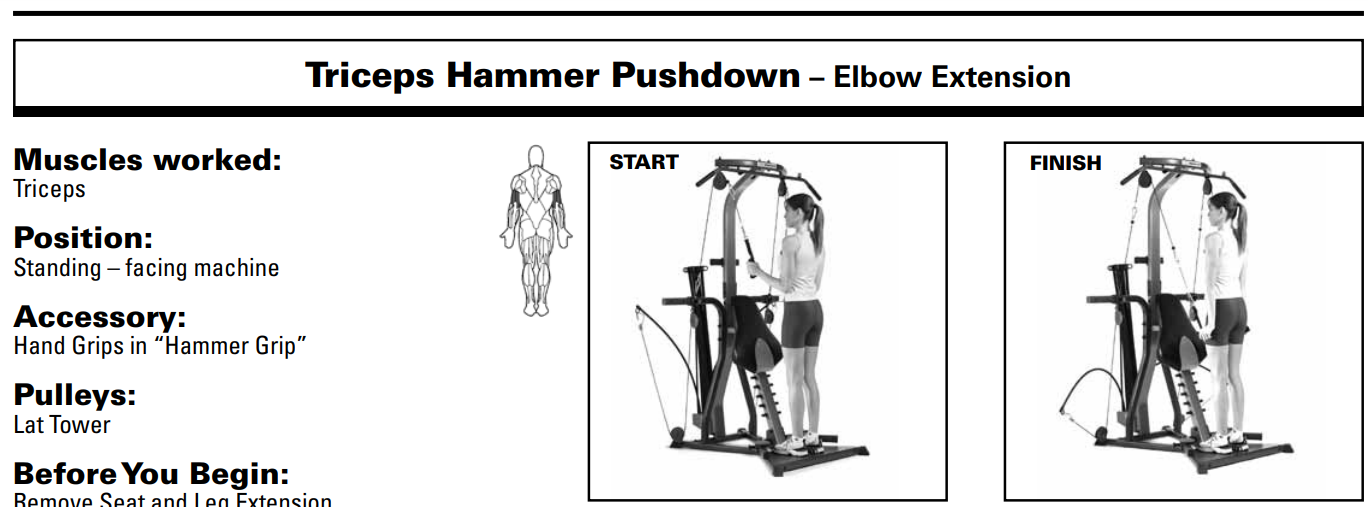 Triceps Hammer Pushdown – Elbow Extension
Muscles worked:
Triceps
Position:
Standing – facing machine
Accessory:
Hand Grips in “Hammer Grip”
Pulleys:
Lat Tower
Before You Begin:
Remove Seat and Leg Extension
START
FINISH